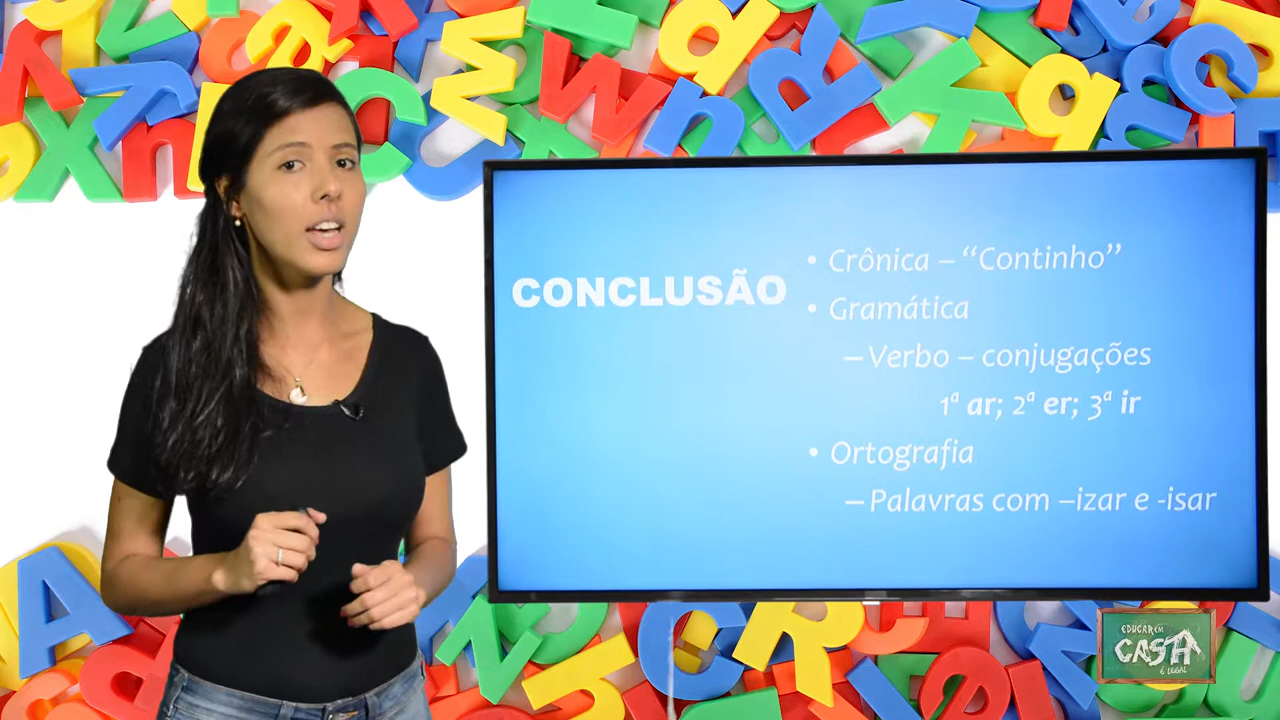 CONCLUSÃO
• Crônica – “Continho”
• Gramática
– Verbo – conjugações
1ª ar; 2ª er; 3ª ir
• Ortografia
– Palavras com –izar e -isar
EDUCAR EM
CASA
É LEGAL